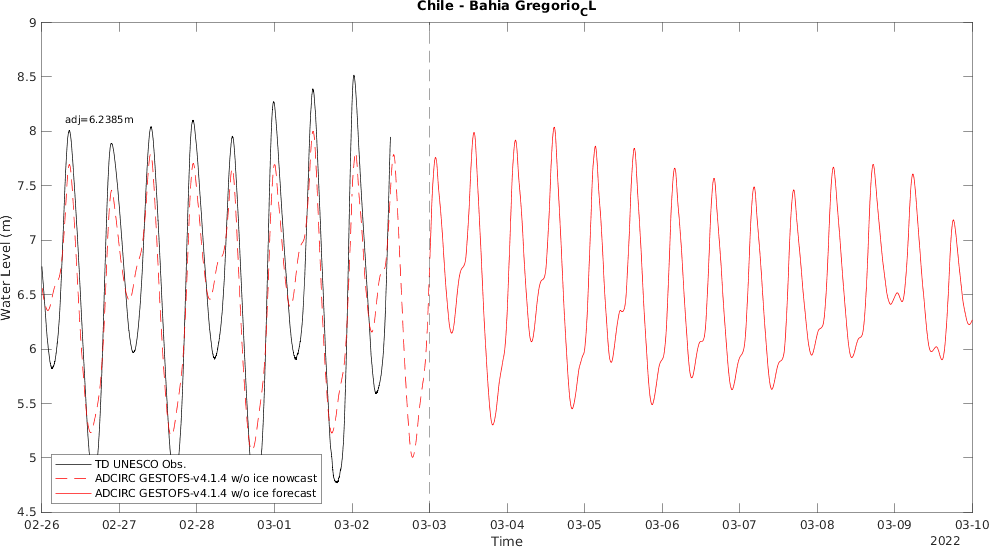 Chile - Bahia Gregorio_CL
9
8.5
8
7.5
7
6.5
6
5.5
5
4.5
Water Level (m)
adj=6.2385m
TD UNESCO Obs.
ADCIRC GESTOFS-v4.1.4 w/o ice nowcast
ADCIRC GESTOFS-v4.1.4 w/o ice forecast
02-26 02-27 02-28 03-01 03-02 03-03 03-04 03-05 03-06 03-07 03-08 03-09 03-10
Time
2022